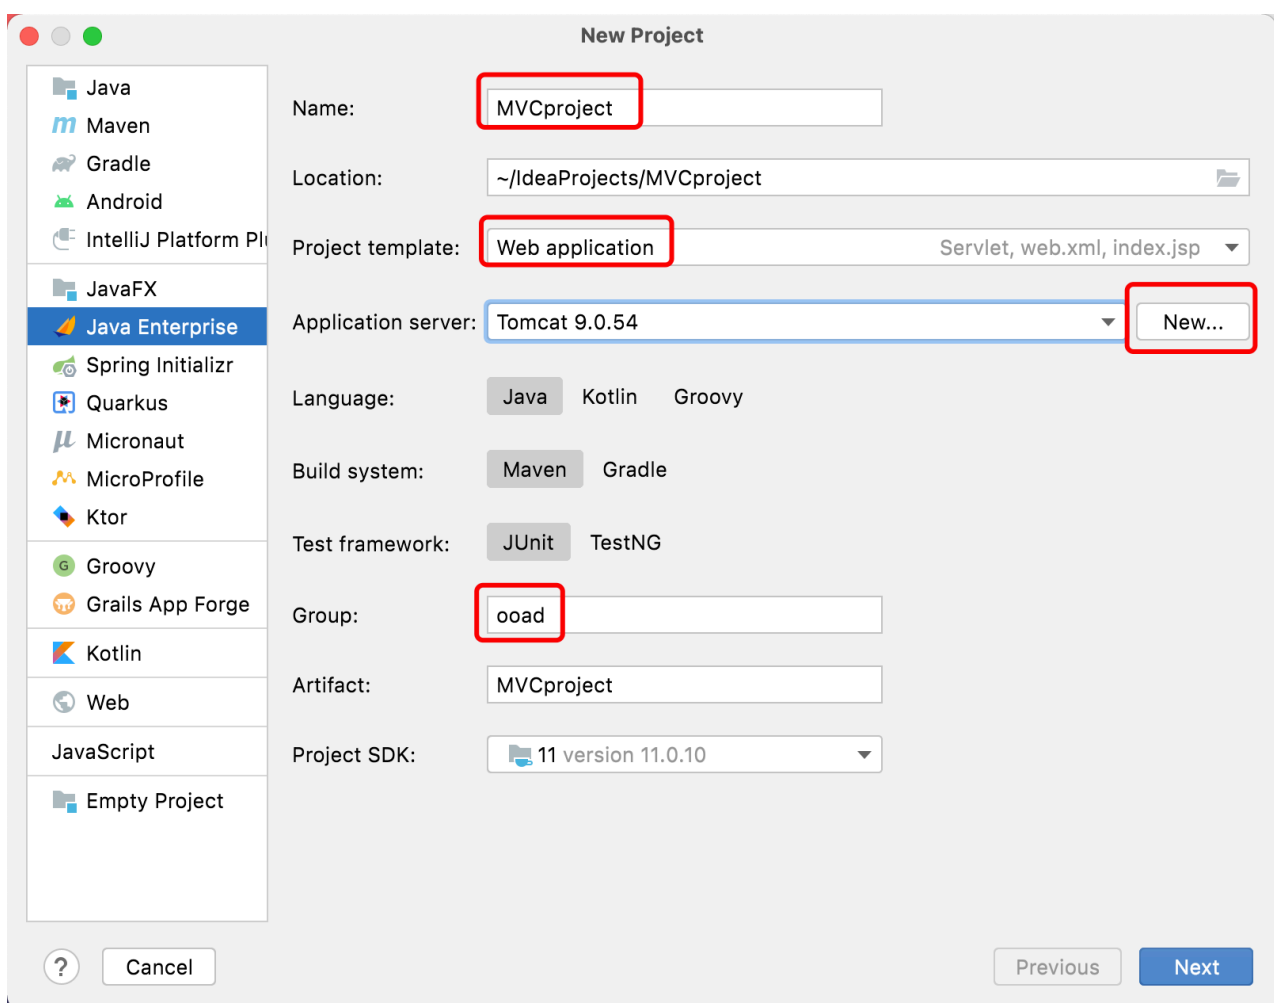 New Project
Java
Maven
Gradle
Android
IntelliJ Platform Plu
JavaFX
Java Enterprise
Spring Initializr
Quarkus
Micronaut
MicroProfile
Ktor
Groovy
Grails App Forge
Kotlin
Web
JavaScript
Empty Project
Name: MVCproject
Location: ~/IdeaProjects/MVCproject
Project template: Web application Servlet, web.xml, index.jsp
Application server: Tomcat 9.0.54 New...
Language: Java Kotlin Groovy
Build system: Maven Gradle
Test framework: JUnit TestNG
Group: ooad
Artifact: MVCproject
Project SDK: 11 version 11.0.10
? Cancel Previous Next